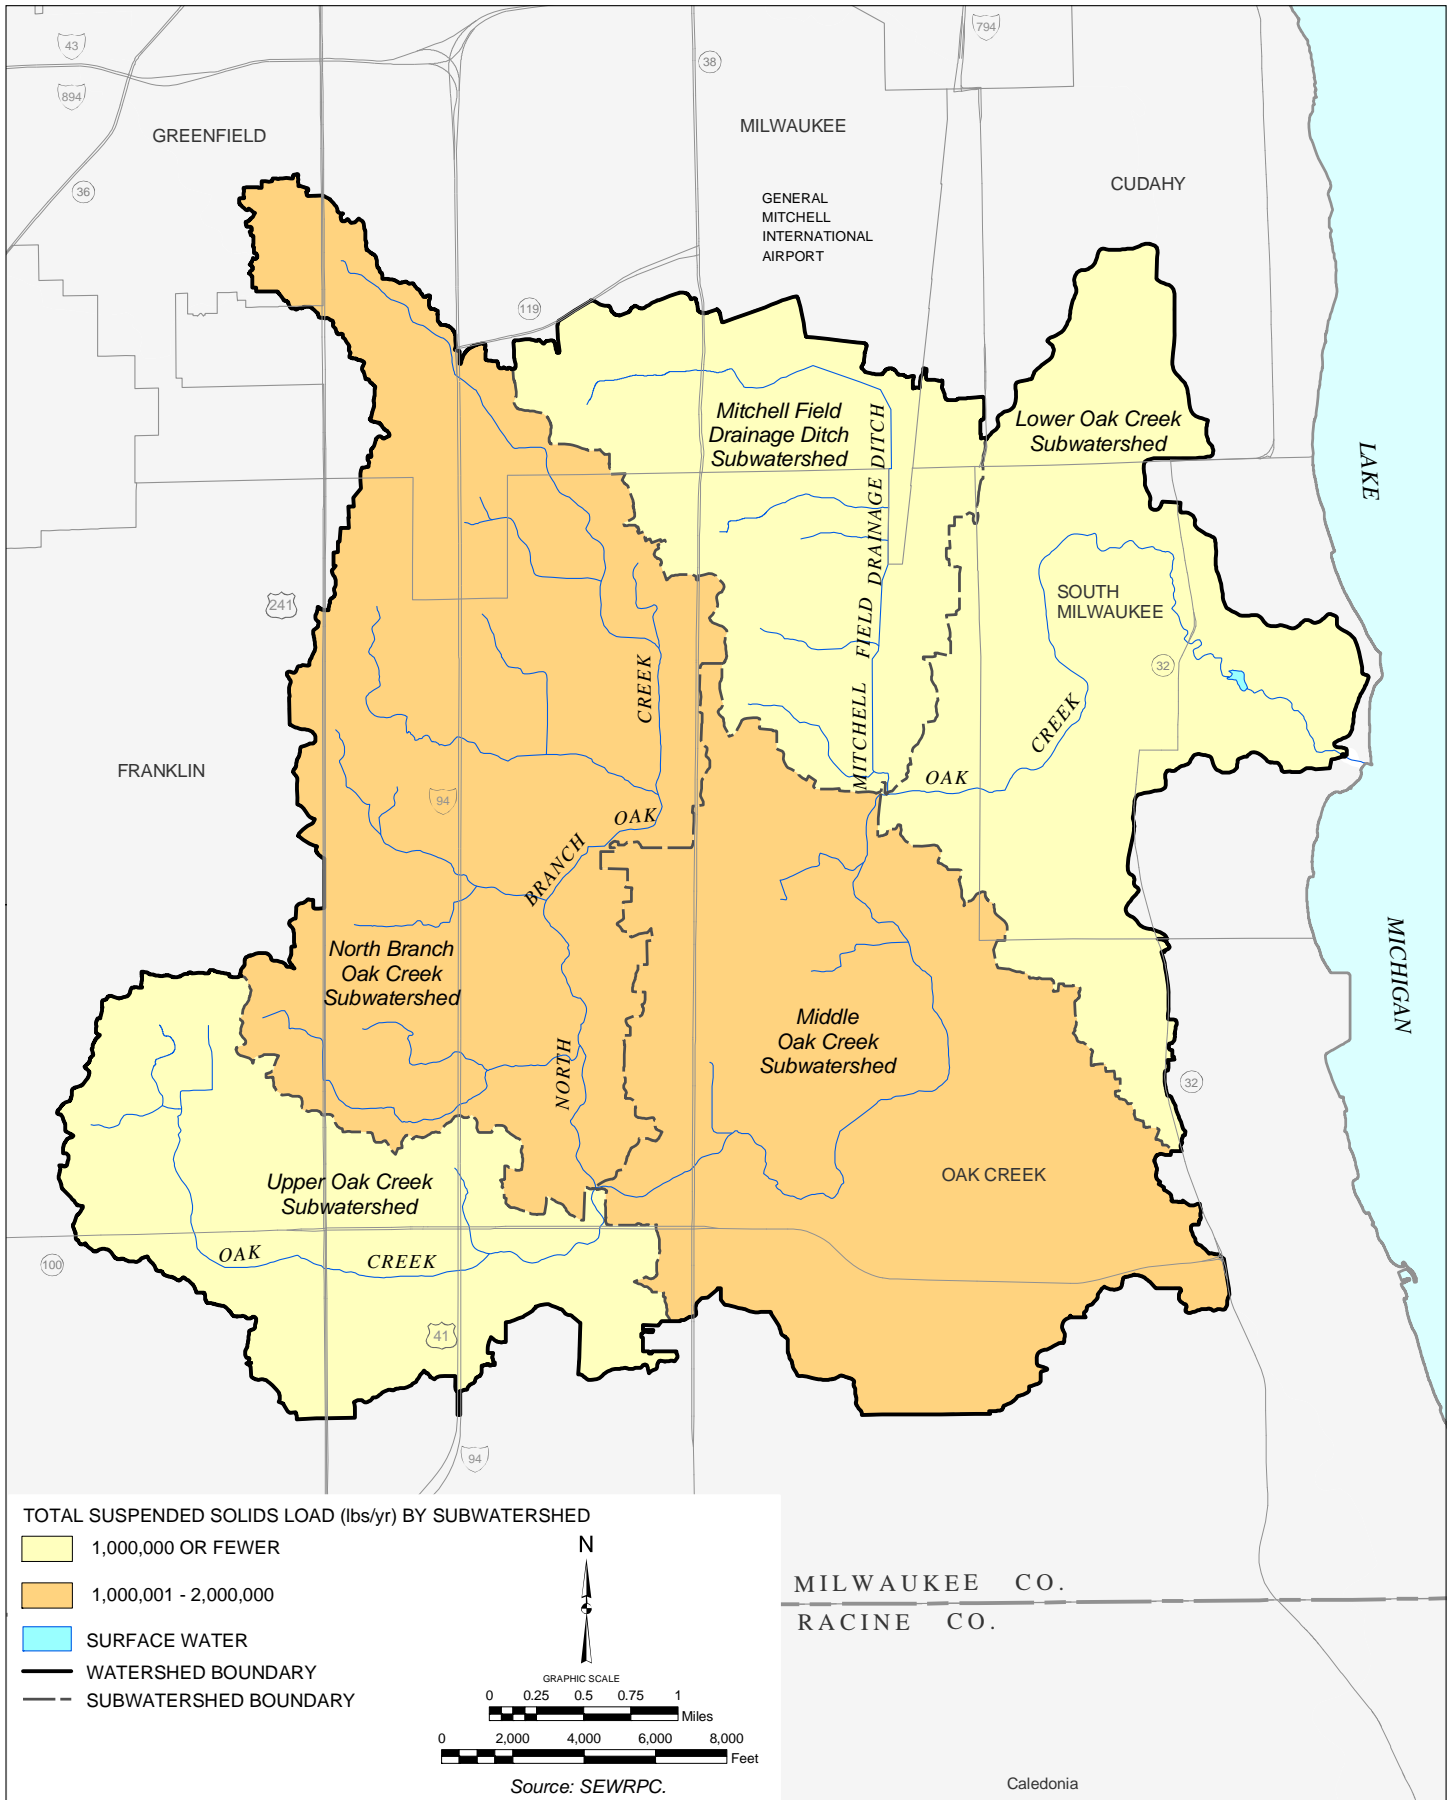 43
794
38
894
GREENFIELD
MILWAUKEE
36
CUDAHY
GENERAL
MITCHELL
INTERNATIONAL
AIRPORT
119
Mitchell Field
Drainage Ditch
Subwatershed
Lower Oak Creek
Subwatershed
MITCHELL FIELD DRAINAGE DITCH
LAKE
MICHIGAN
241
SOUTH
MILWAUKEE
32
FRANKLIN
94
OAK CREEK
NORTH BRANCH OAK CREEK
North Branch
Oak Creek
Subwatershed
Middle
Oak Creek
Subwatershed
32
OAK CREEK
Upper Oak Creek
Subwatershed
OAK CREEK
100
41
94
TOTAL SUSPENDED SOLIDS LOAD (lbs/yr) BY SUBWATERSHED
1,000,000 OR FEWER
1,000,001 - 2,000,000
SURFACE WATER
WATERSHED BOUNDARY
SUBWATERSHED BOUNDARY
N
GRAPHIC SCALE
0 0.25 0.5 0.75 1
Miles
0 2,000 4,000 6,000 8,000
Feet
Source: SEWRPC.
MILWAUKEE CO.
RACINE CO.
Caledonia